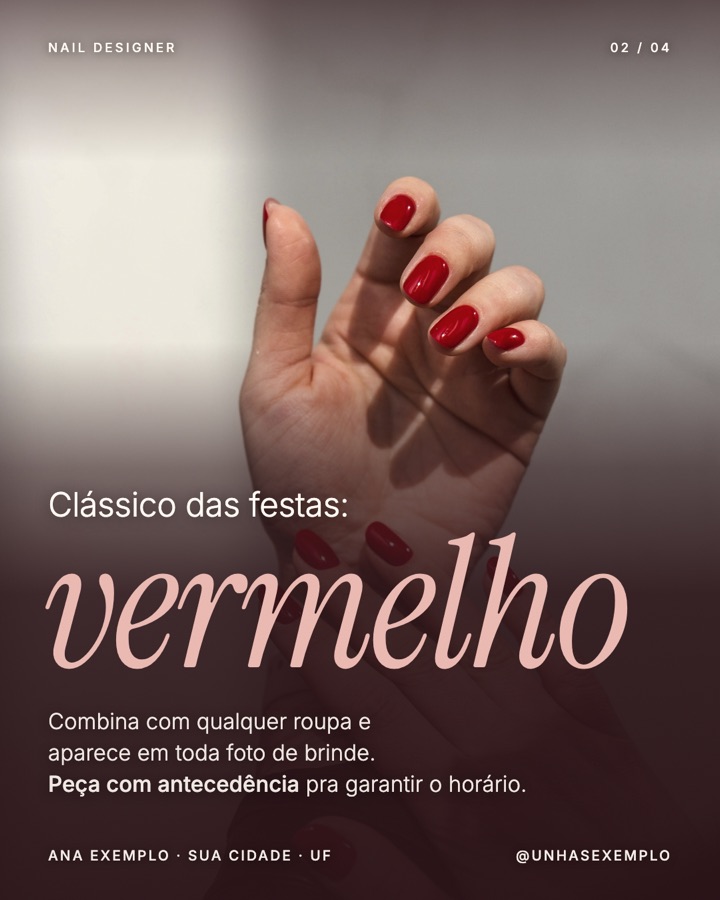 NAIL DESIGNER
02 / 04
Clássico das festas:
vermelho
Combina com qualquer roupa e
aparece em toda foto de brinde.
Peça com antecedência pra garantir o horário.
ANA EXEMPLO · SUA CIDADE · UF
@UNHASEXEMPLO